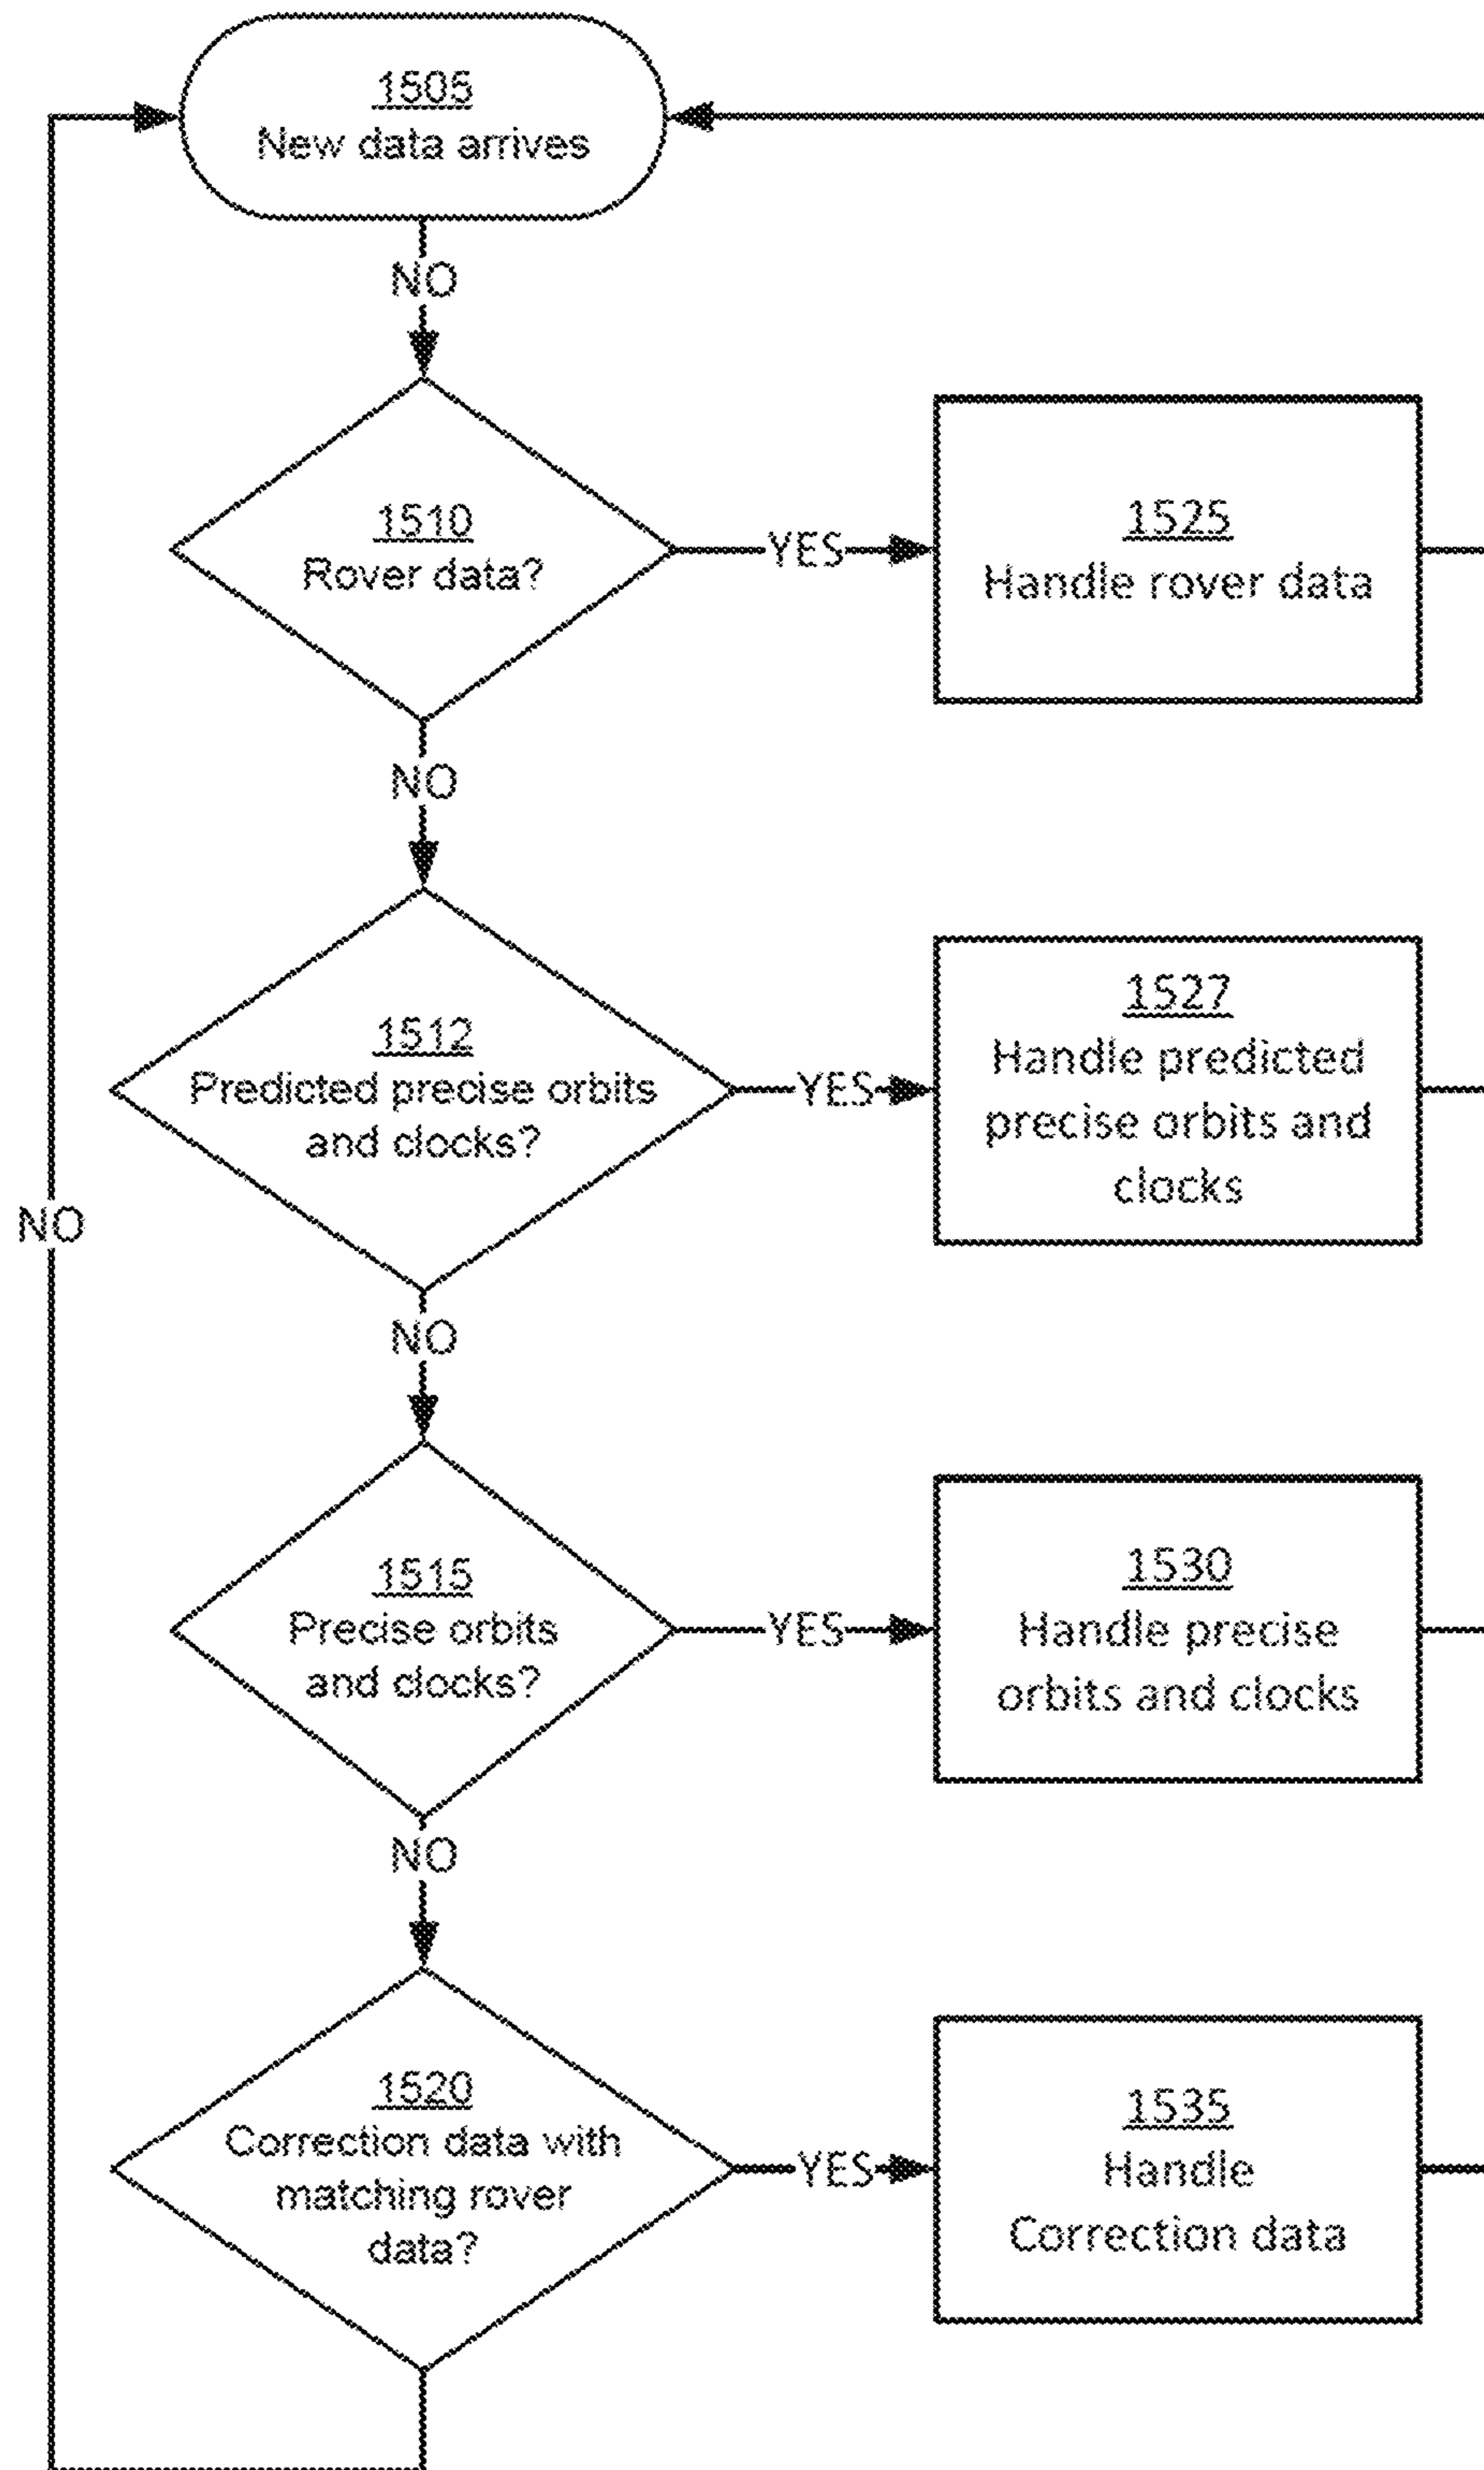 1505
New data arrives
NO
1510
Rover data?
YES
1525
Handle rover data
NO
1512
Predicted precise orbits
and clocks?
YES
1527
Handle predicted
precise orbits and
clocks
NO
NO
1515
Precise orbits
and clocks?
YES
1530
Handle precise
orbits and clocks
NO
1520
Correction data with
matching rover
data?
YES
1535
Handle
Correction data